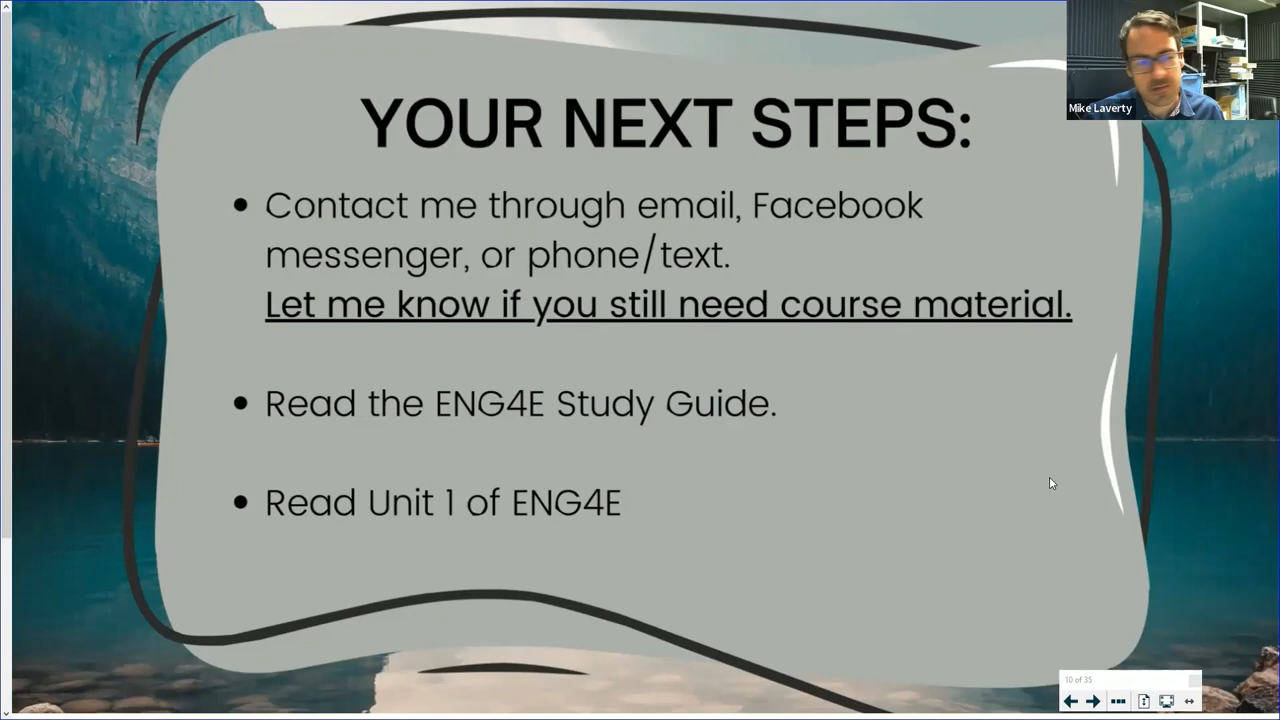 YOUR NEXT STEPS:
Mike Laverty
• Contact me through email, Facebook
messenger, or phone/text.
Let me know if you still need course material.
• Read the ENG4E Study Guide.
• Read Unit 1 of ENG4E
10 of 35